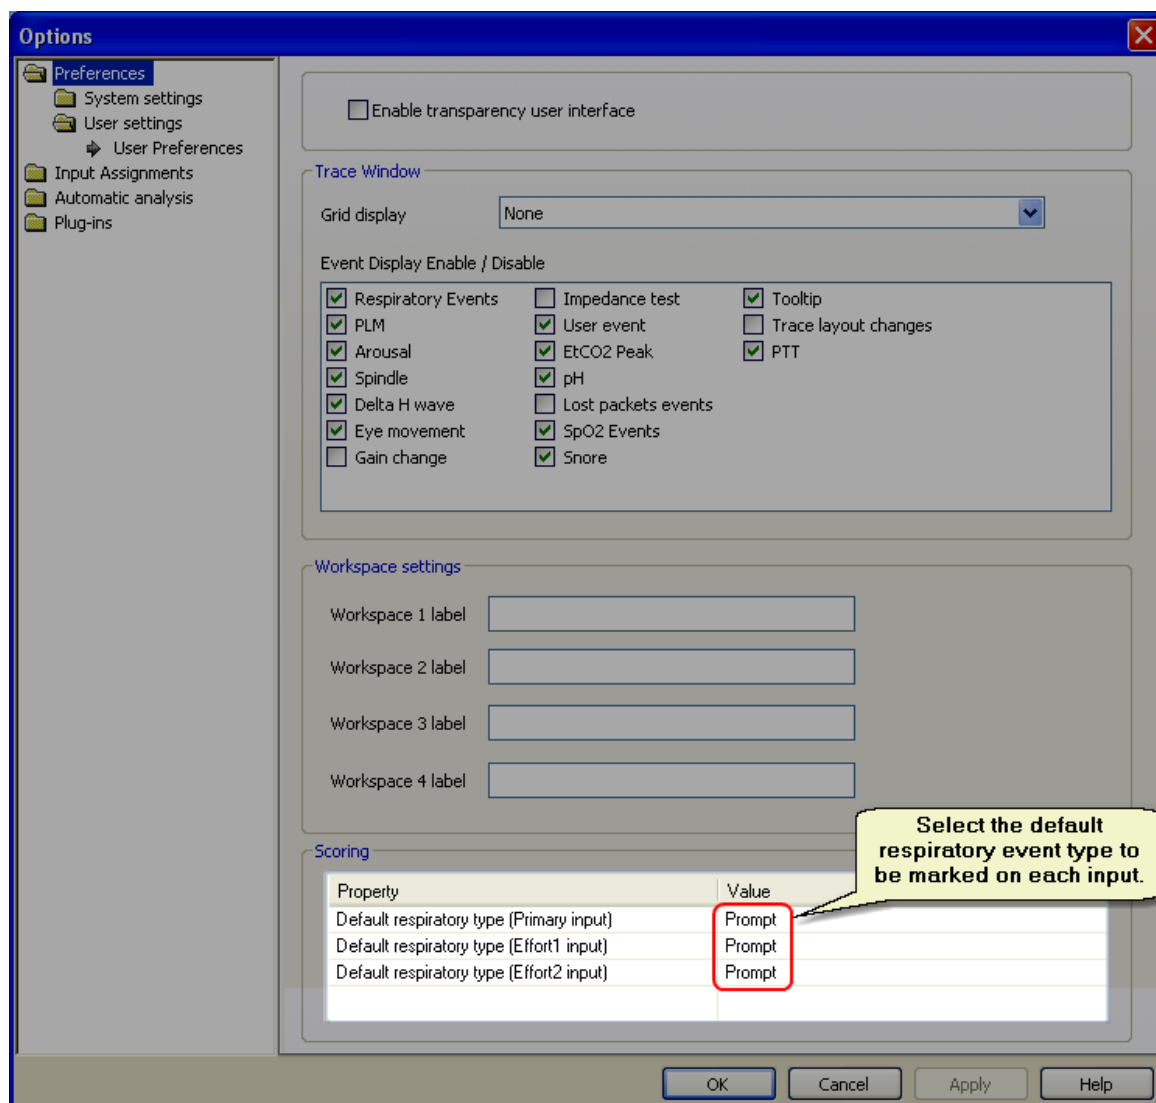 Options
Preferences
System settings
User settings
User Preferences
Input Assignments
Automatic analysis
Plug-ins
Enable transparency user interface
Trace Window
Grid display None
Event Display Enable / Disable
Respiratory Events Impedance test Tooltip
PLM User event Trace layout changes
Arousal EtCO2 Peak PTT
Spindle pH
Delta H wave Lost packets events
Eye movement SpO2 Events
Gain change Snore
Workspace settings
Workspace 1 label
Workspace 2 label
Workspace 3 label
Workspace 4 label
Select the default
respiratory event type to
be marked on each input.
Scoring
Property Value
Default respiratory type (Primary input) Prompt
Default respiratory type (Effort1 input) Prompt
Default respiratory type (Effort2 input) Prompt
OK Cancel Apply Help